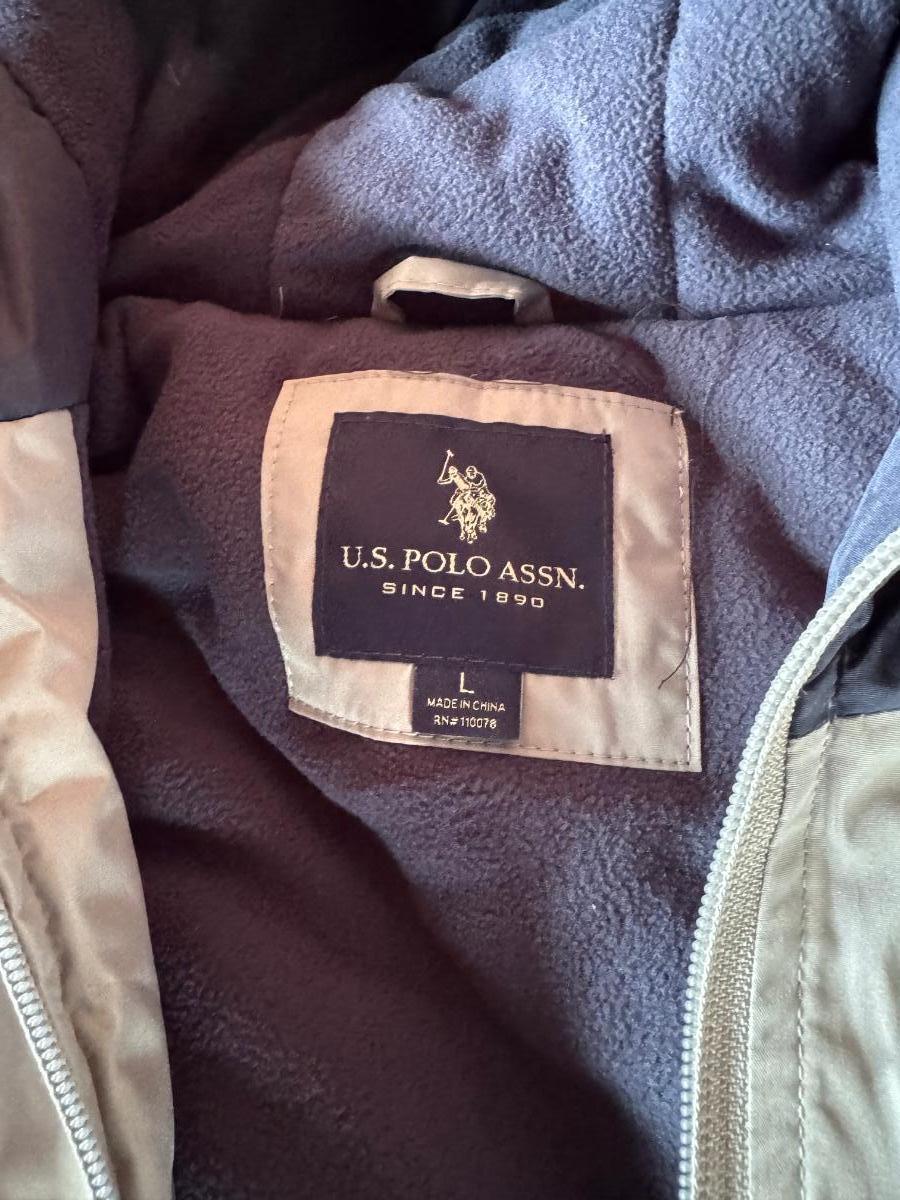 U.S. POLO ASSN.
SINCE 1890
L
MADE IN CHINA
RN#110078